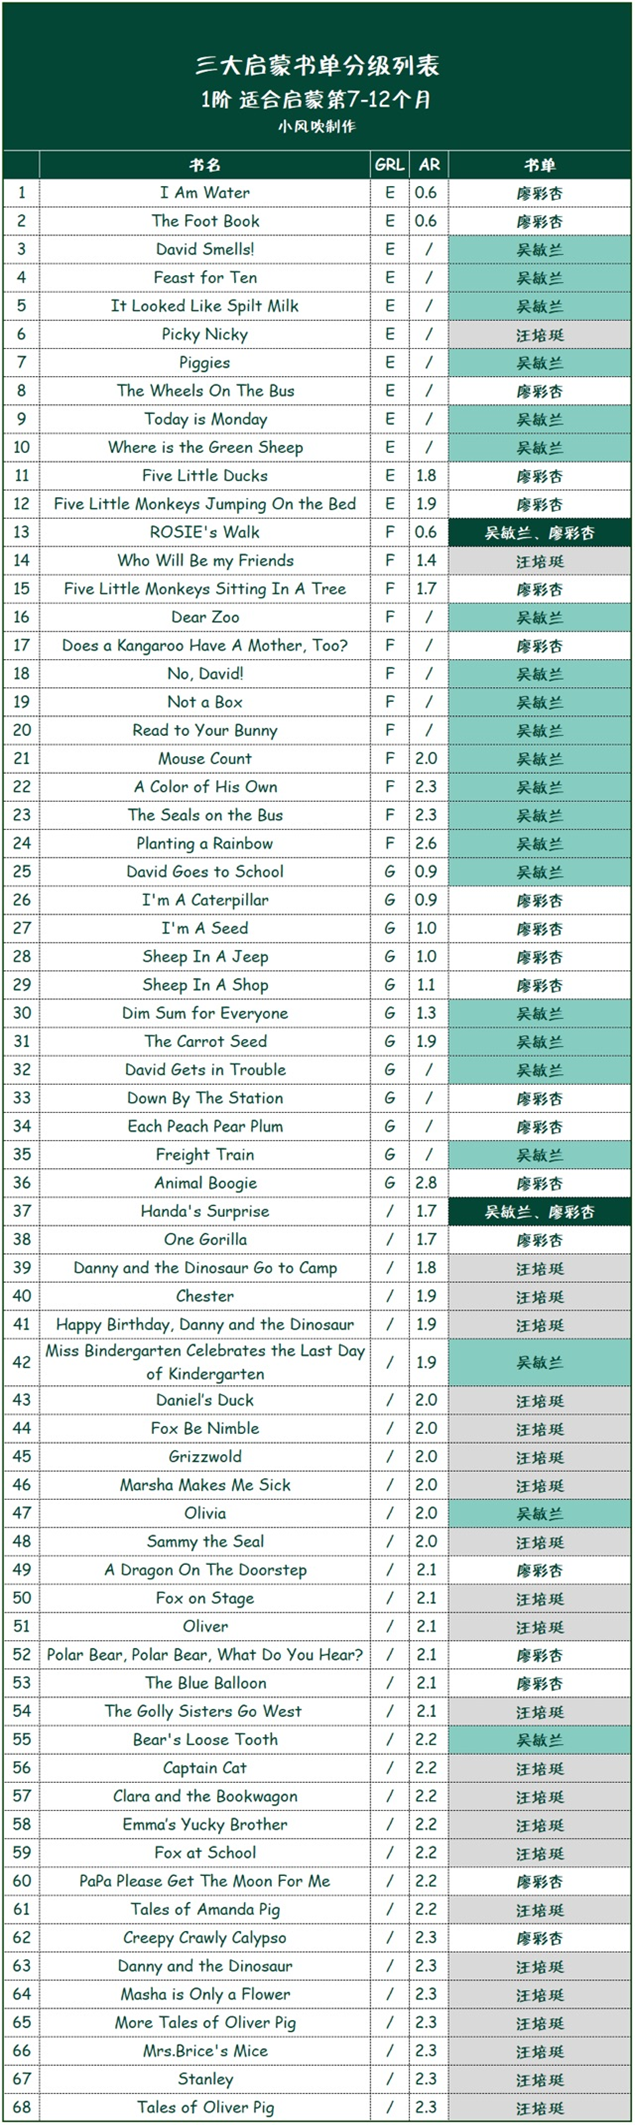 三大启蒙书单分级列表
1阶 适合启蒙第7-12个月
小风吹制作
书名 GRL AR 书单
1 I Am Water E 0.6 廖彩杏
2 The Foot Book E 0.6 廖彩杏
3 David Smells! E / 吴敏兰
4 Feast for Ten E / 吴敏兰
5 It Looked Like Spilt Milk E / 吴敏兰
6 Picky Nicky E / 汪培珽
7 Piggies E / 吴敏兰
8 The Wheels On The Bus E / 廖彩杏
9 Today is Monday E / 吴敏兰
10 Where is the Green Sheep E / 吴敏兰
11 Five Little Ducks E 1.8 廖彩杏
12 Five Little Monkeys Jumping On the Bed E 1.9 廖彩杏
13 ROSIE's Walk F 0.6 吴敏兰、廖彩杏
14 Who Will Be my Friends F 1.4 汪培珽
15 Five Little Monkeys Sitting In A Tree F 1.7 廖彩杏
16 Dear Zoo F / 吴敏兰
17 Does a Kangaroo Have A Mother, Too? F / 廖彩杏
18 No, David! F / 吴敏兰
19 Not a Box F / 吴敏兰
20 Read to Your Bunny F / 吴敏兰
21 Mouse Count F 2.0 吴敏兰
22 A Color of His Own F 2.3 吴敏兰
23 The Seals on the Bus F 2.3 吴敏兰
24 Planting a Rainbow F 2.6 吴敏兰
25 David Goes to School G 0.9 吴敏兰
26 I'm A Caterpillar G 0.9 廖彩杏
27 I'm A Seed G 1.0 廖彩杏
28 Sheep In A Jeep G 1.0 廖彩杏
29 Sheep In A Shop G 1.1 廖彩杏
30 Dim Sum for Everyone G 1.3 吴敏兰
31 The Carrot Seed G 1.9 吴敏兰
32 David Gets in Trouble G / 吴敏兰
33 Down By The Station G / 廖彩杏
34 Each Peach Pear Plum G / 廖彩杏
35 Freight Train G / 吴敏兰
36 Animal Boogie G 2.8 廖彩杏
37 Handa's Surprise / 1.7 吴敏兰、廖彩杏
38 One Gorilla / 1.7 廖彩杏
39 Danny and the Dinosaur Go to Camp / 1.8 汪培珽
40 Chester / 1.9 汪培珽
41 Happy Birthday, Danny and the Dinosaur / 1.9 汪培珽
42 Miss Bindergarten Celebrates the Last Day
of Kindergarten / 1.9 吴敏兰
43 Daniel's Duck / 2.0 汪培珽
44 Fox Be Nimble / 2.0 汪培珽
45 Grizzwold / 2.0 汪培珽
46 Marsha Makes Me Sick / 2.0 汪培珽
47 Olivia / 2.0 吴敏兰
48 Sammy the Seal / 2.0 汪培珽
49 A Dragon On The Doorstep / 2.1 廖彩杏
50 Fox on Stage / 2.1 汪培珽
51 Oliver / 2.1 汪培珽
52 Polar Bear, Polar Bear, What Do You Hear? / 2.1 廖彩杏
53 The Blue Balloon / 2.1 廖彩杏
54 The Golly Sisters Go West / 2.1 汪培珽
55 Bear's Loose Tooth / 2.2 吴敏兰
56 Captain Cat / 2.2 汪培珽
57 Clara and the Bookwagon / 2.2 汪培珽
58 Emma's Yucky Brother / 2.2 汪培珽
59 Fox at School / 2.2 汪培珽
60 PaPa Please Get The Moon For Me / 2.2 廖彩杏
61 Tales of Amanda Pig / 2.2 汪培珽
62 Creepy Crawly Calypso / 2.3 廖彩杏
63 Danny and the Dinosaur / 2.3 汪培珽
64 Masha is Only a Flower / 2.3 汪培珽
65 More Tales of Oliver Pig / 2.3 汪培珽
66 Mrs.Brice's Mice / 2.3 汪培珽
67 Stanley / 2.3 汪培珽
68 Tales of Oliver Pig / 2.3 汪培珽